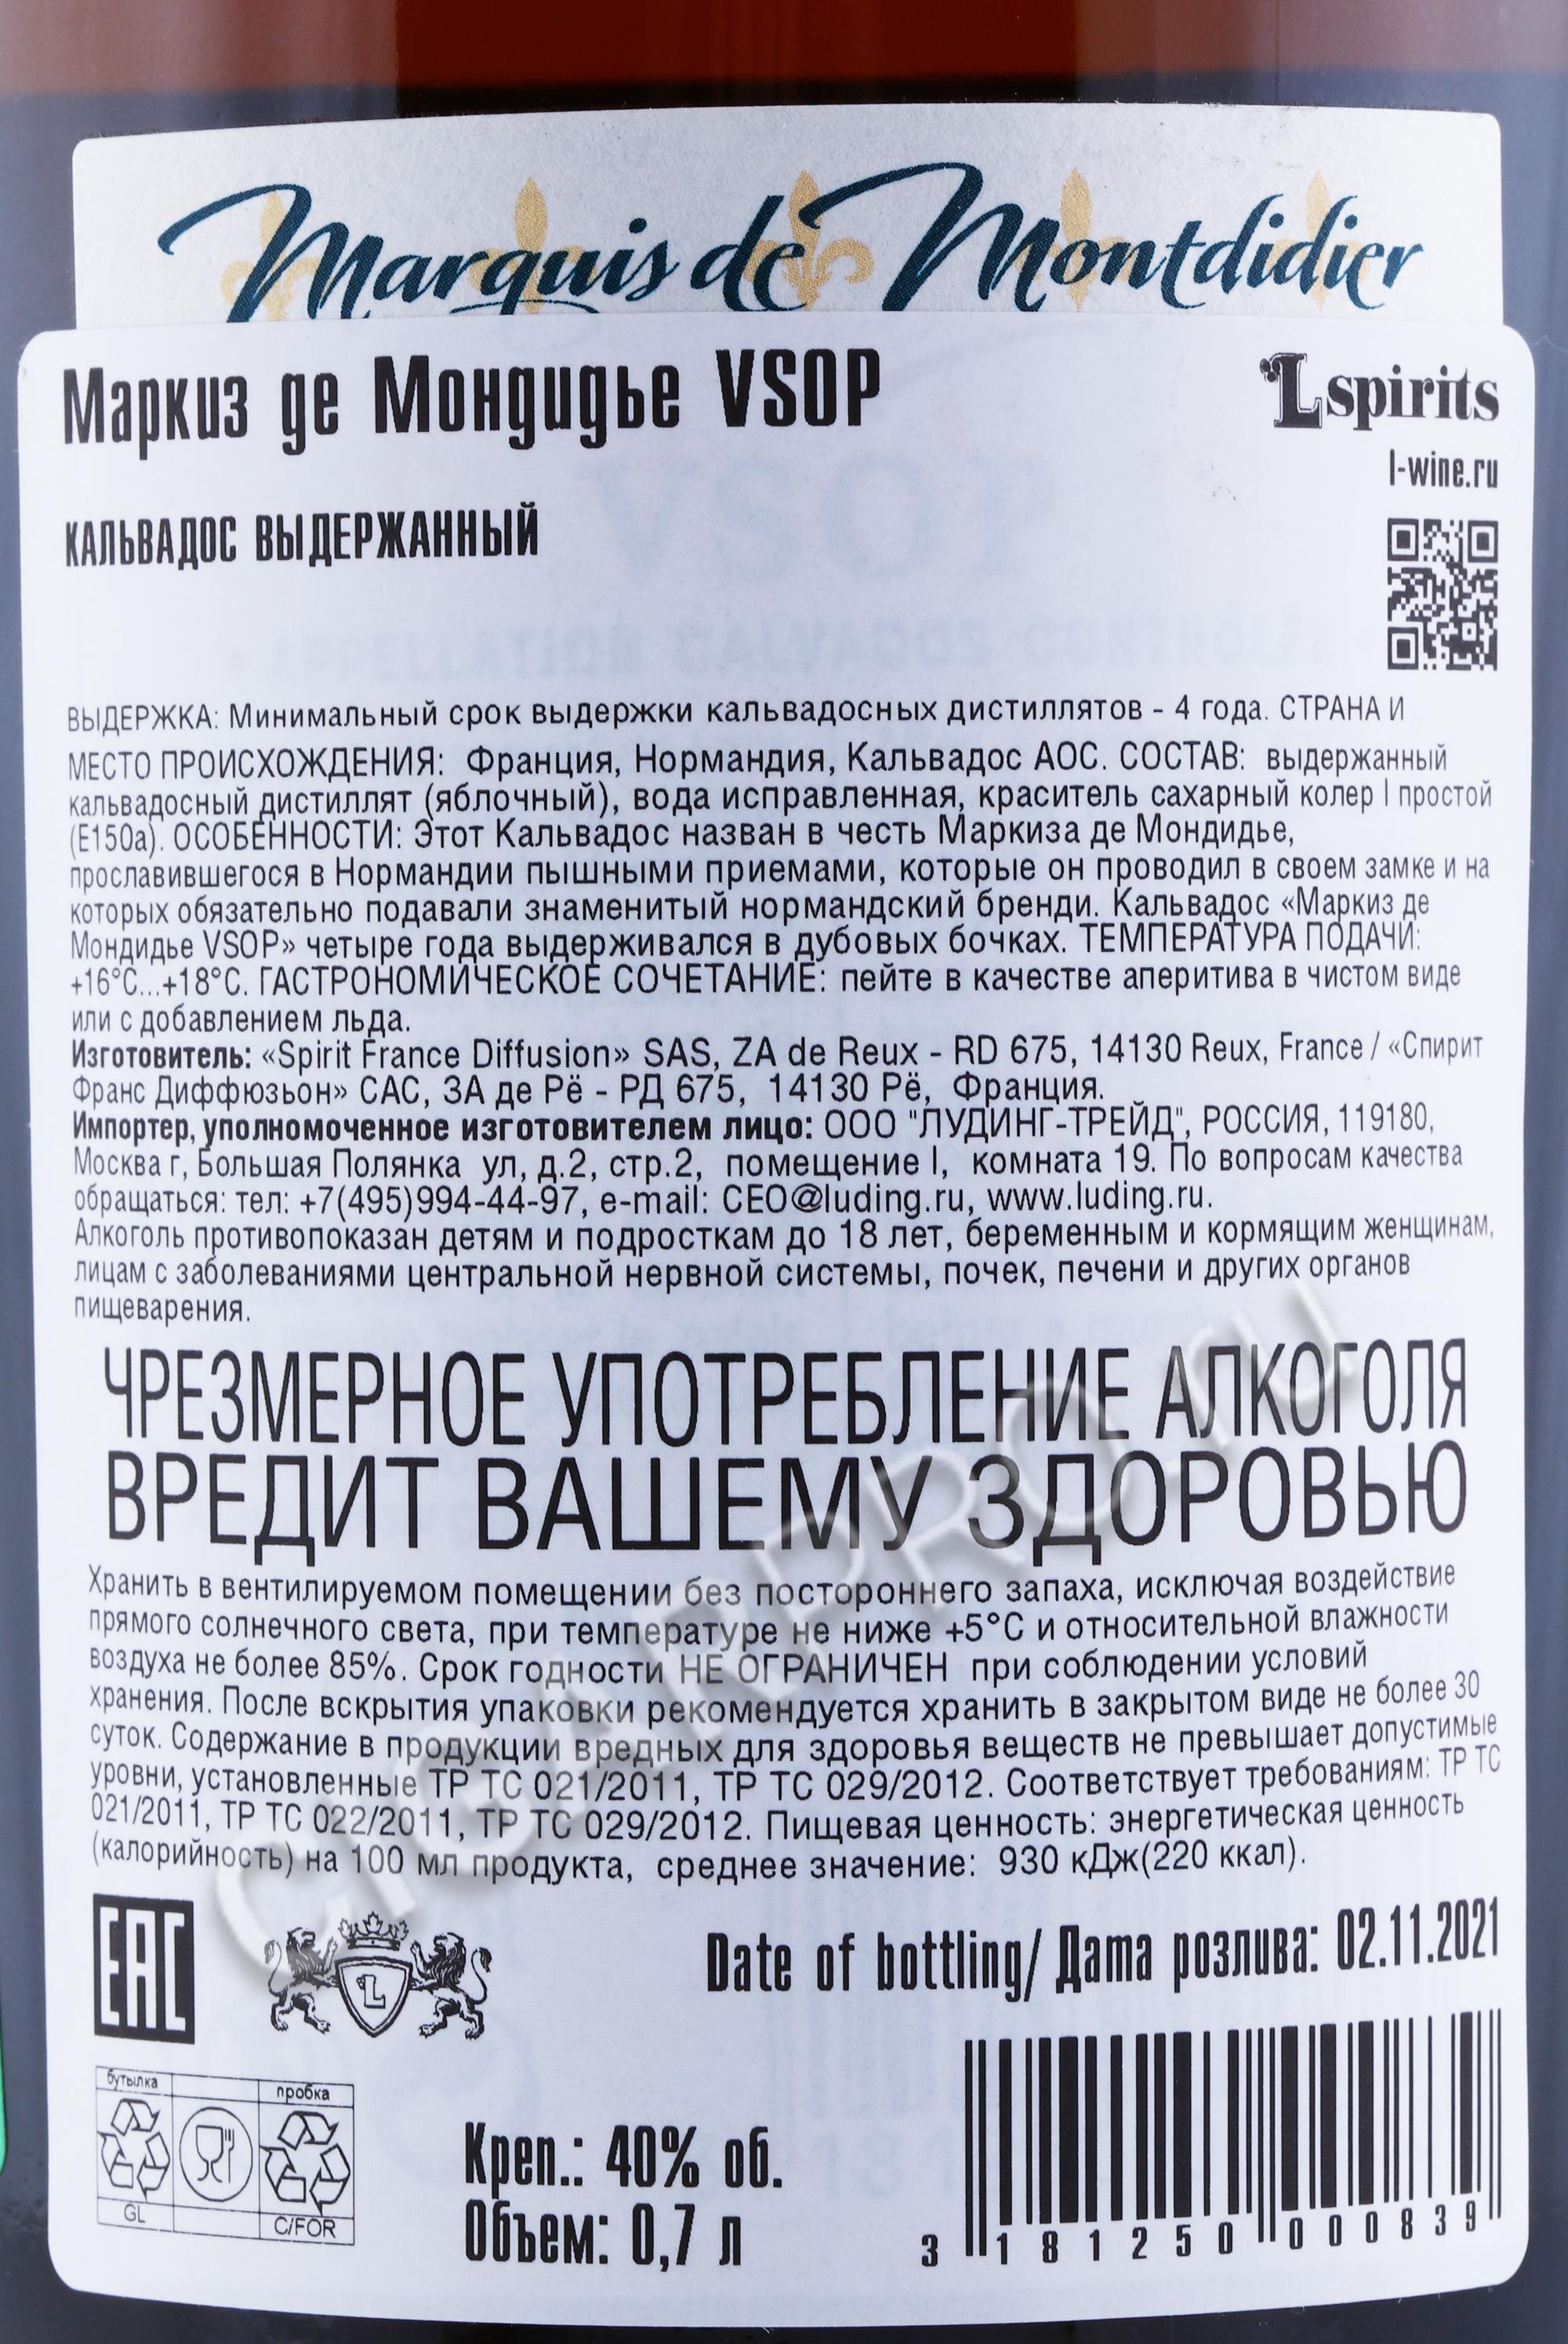 Marquis de Montdidier
Маркиз де Мондидье VSOP
L spirits
l-wine.ru
КАЛЬВАДОС ВЫДЕРЖАННЫЙ
VSOP
APPELLATION CALVADOS CONTRÔLÉE
ВЫДЕРЖКА: Минимальный срок выдержки кальвадосных дистиллятов - 4 года. СТРАНА И
МЕСТО ПРОИСХОЖДЕНИЯ: Франция, Нормандия, Кальвадос АОС. СОСТАВ: выдержанный
кальвадосный дистиллят (яблочный), вода исправленная, краситель сахарный колер I простой
(Е150а). ОСОБЕННОСТИ: Этот Кальвадос назван в честь Маркиза де Мондидье,
прославившегося в Нормандии пышными приемами, которые он проводил в своем замке и на
которых обязательно подавали знаменитый нормандский бренди. Кальвадос «Маркиз де
Мондидье VSOP» четыре года выдерживался в дубовых бочках. ТЕМПЕРАТУРА ПОДАЧИ:
+16°С...+18°С. ГАСТРОНОМИЧЕСКОЕ СОЧЕТАНИЕ: пейте в качестве аперитива в чистом виде
или с добавлением льда.
Изготовитель: «Spirit France Diffusion» SAS, ZA de Reux - RD 675, 14130 Reux, France / «Спирит
Франс Диффюзьон» САС, ЗА де Рё - РД 675, 14130 Рё, Франция.
Импортер, уполномоченное изготовителем лицо: ООО "ЛУДИНГ-ТРЕЙД", РОССИЯ, 119180,
Москва г, Большая Полянка ул, д.2, стр.2, помещение I, комната 19. По вопросам качества
обращаться: тел: +7(495)994-44-97, e-mail: CEO@luding.ru, www.luding.ru.
Алкоголь противопоказан детям и подросткам до 18 лет, беременным и кормящим женщинам,
лицам с заболеваниями центральной нервной системы, почек, печени и других органов
пищеварения.
ЧРЕЗМЕРНОЕ УПОТРЕБЛЕНИЕ АЛКОГОЛЯ
ВРЕДИТ ВАШЕМУ ЗДОРОВЬЮ
Хранить в вентилируемом помещении без постороннего запаха, исключая воздействие
прямого солнечного света, при температуре не ниже +5°С и относительной влажности
воздуха не более 85%. Срок годности НЕ ОГРАНИЧЕН при соблюдении условий
хранения. После вскрытия упаковки рекомендуется хранить в закрытом виде не более 30
суток. Содержание в продукции вредных для здоровья веществ не превышает допустимые
уровни, установленные ТР ТС 021/2011, ТР ТС 029/2012. Соответствует требованиям: ТР ТС
021/2011, ТР ТС 022/2011, ТР ТС 029/2012. Пищевая ценность: энергетическая ценность
(калорийность) на 100 мл продукта, среднее значение: 930 кДж(220 ккал).
CIGARPRO.ru
EAC
L
Date of bottling/ Дата розлива: 02.11.2021
бутылка
пробка
GL
C/FOR
Креп.: 40% об.
Объем: 0,7 л
3 181250 000839